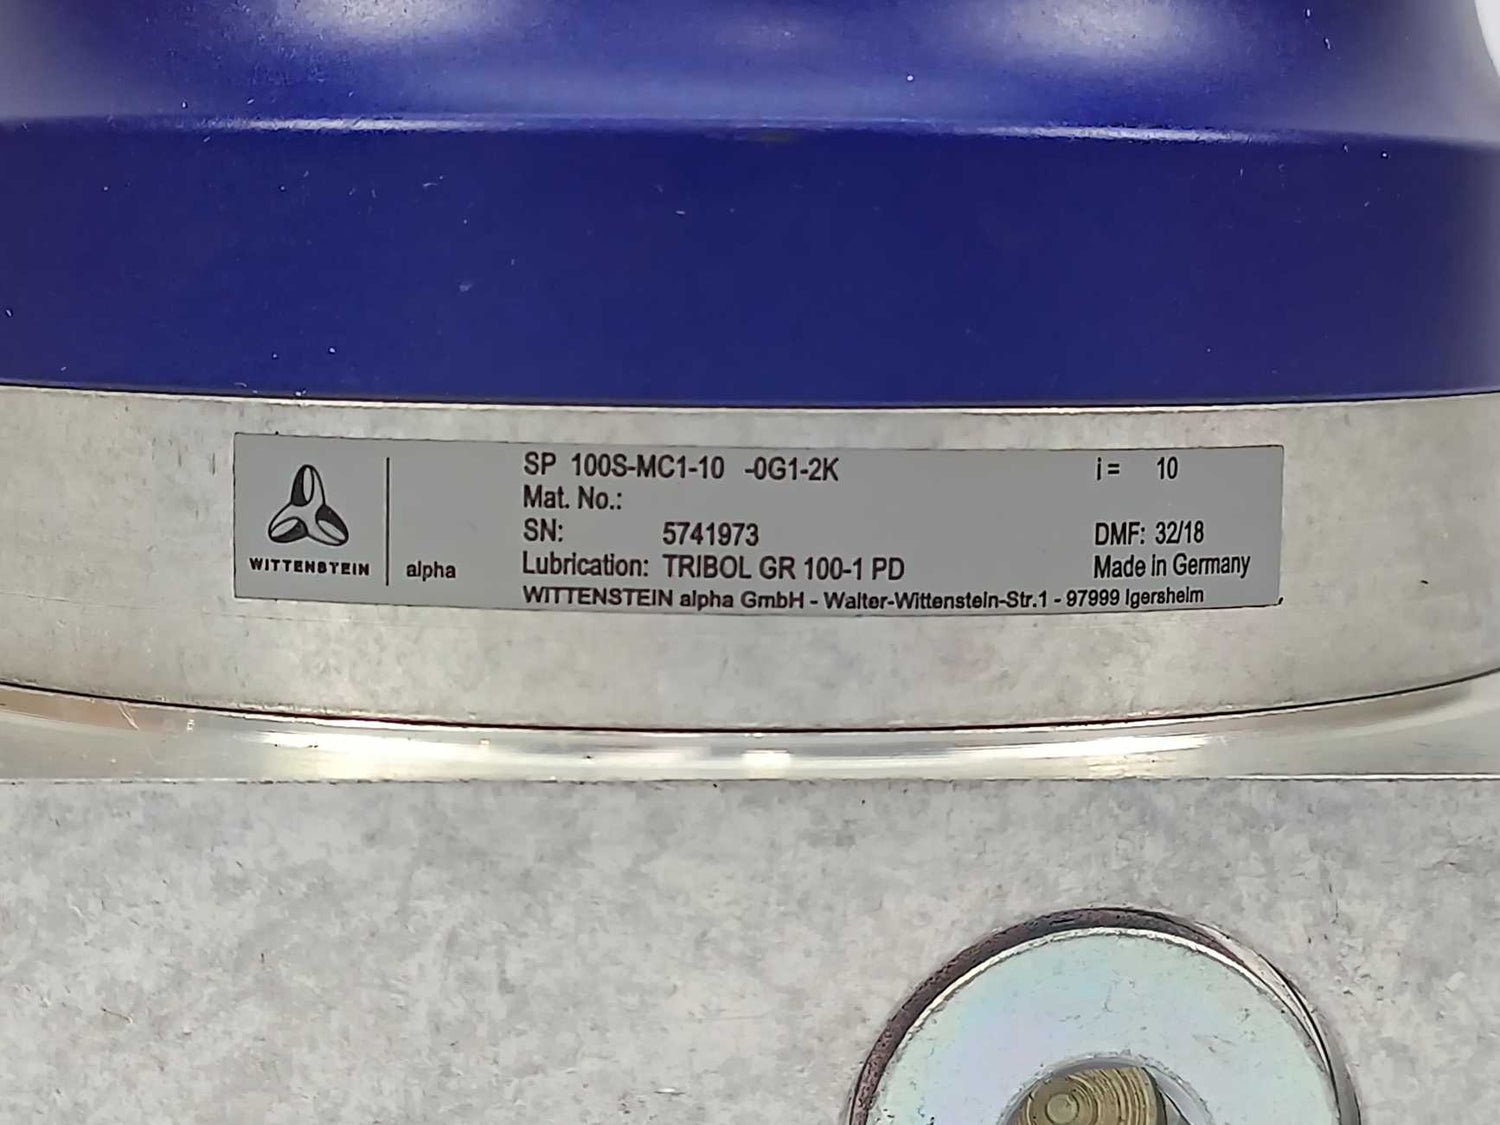 WITTENSTEIN alpha
SP 100S-MC1-10 -0G1-2K i= 10
Mat. No.:
SN: 5741973 DMF: 32/18
Lubrication: TRIBOL GR 100-1 PD Made in Germany
WITTENSTEIN alpha GmbH - Walter-Wittenstein-Str.1 - 97999 Igersheim